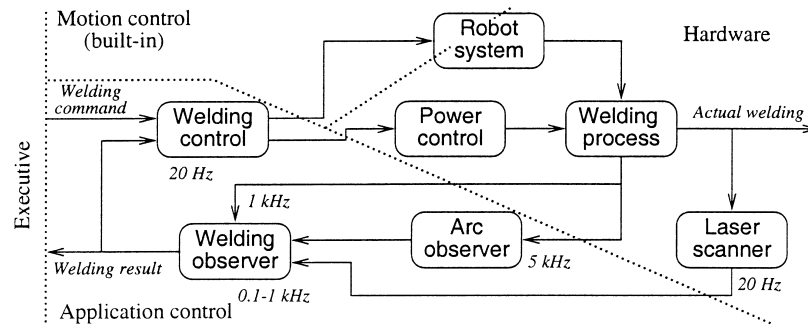 Motion control
(built-in)
Robot
system
Hardware
Welding
command
Welding
control
Power
control
Welding
process
Actual welding
20 Hz
Executive
1 kHz
Welding
observer
Arc
observer
Laser
scanner
Welding result
5 kHz
20 Hz
0.1-1 kHz
Application control